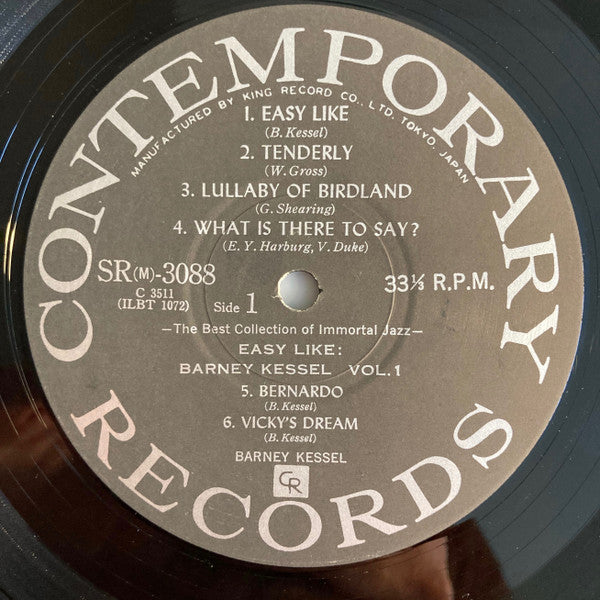 CONTEMPORARY RECORDS
MANUFACTURED BY KING RECORD CO., LTD. TOKYO, JAPAN
1. EASY LIKE
(B. Kessel)
2. TENDERLY
(W. Gross)
3. LULLABY OF BIRDLAND
(G. Shearing)
4. WHAT IS THERE TO SAY?
(E. Y. Harburg, V. Duke)
SR(M)-3088
C 3511
(ILBT 1072)
Side 1
33⅓ R.P.M.
—The Best Collection of Immortal Jazz—
EASY LIKE:
BARNEY KESSEL VOL. 1
5. BERNARDO
(B. Kessel)
6. VICKY'S DREAM
(B. Kessel)
BARNEY KESSEL
CR